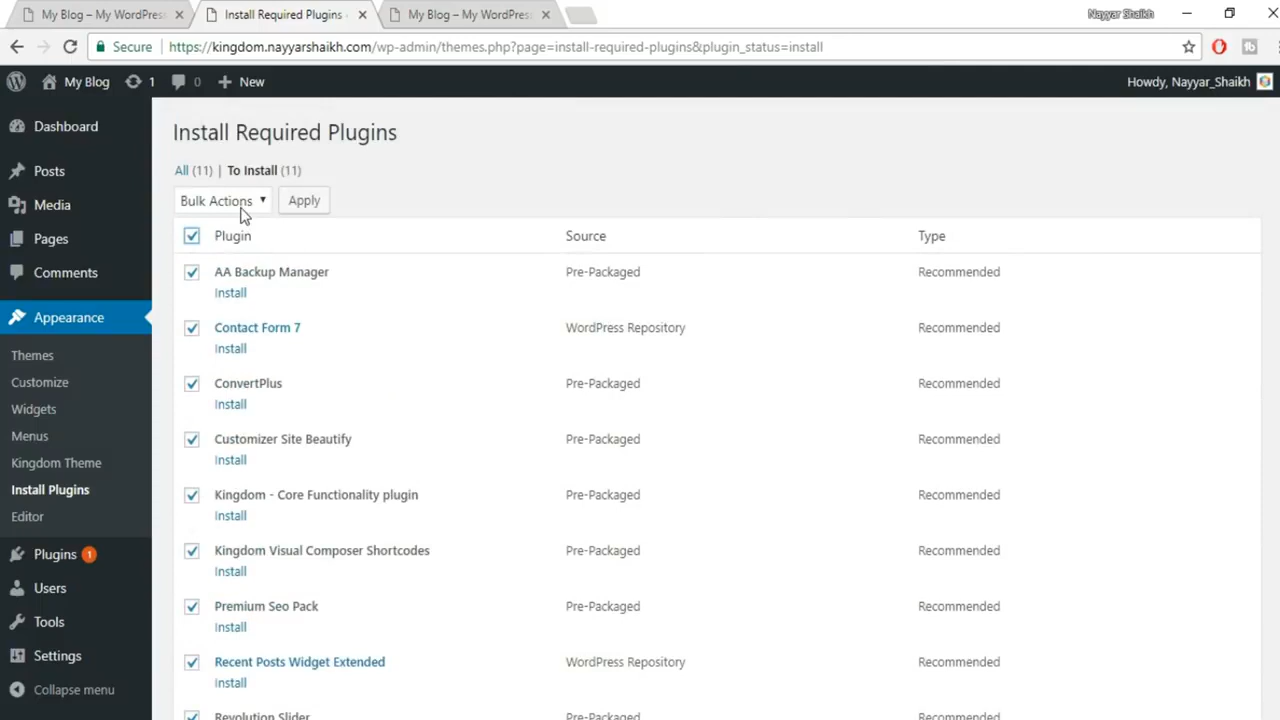 My Blog – My WordPres
Install Required Plugins
My Blog – My WordPres
Nayyar Shaikh
Secure
https://kingdom.nayyarshaikh.com/wp-admin/themes.php?page=install-required-plugins&plugin_status=install
My Blog
1
0
New
Howdy, Nayyar_Shaikh
Dashboard
Posts
Media
Pages
Comments
Appearance
Themes
Customize
Widgets
Menus
Kingdom Theme
Install Plugins
Editor
Plugins 1
Users
Tools
Settings
Collapse menu
Install Required Plugins
All (11) | To Install (11)
Bulk Actions Apply
Plugin Source Type
AA Backup Manager Pre-Packaged Recommended
Install
Contact Form 7 WordPress Repository Recommended
Install
ConvertPlus Pre-Packaged Recommended
Install
Customizer Site Beautify Pre-Packaged Recommended
Install
Kingdom - Core Functionality plugin Pre-Packaged Recommended
Install
Kingdom Visual Composer Shortcodes Pre-Packaged Recommended
Install
Premium Seo Pack Pre-Packaged Recommended
Install
Recent Posts Widget Extended WordPress Repository Recommended
Install
Revolution Slider Pre-Packaged Recommended